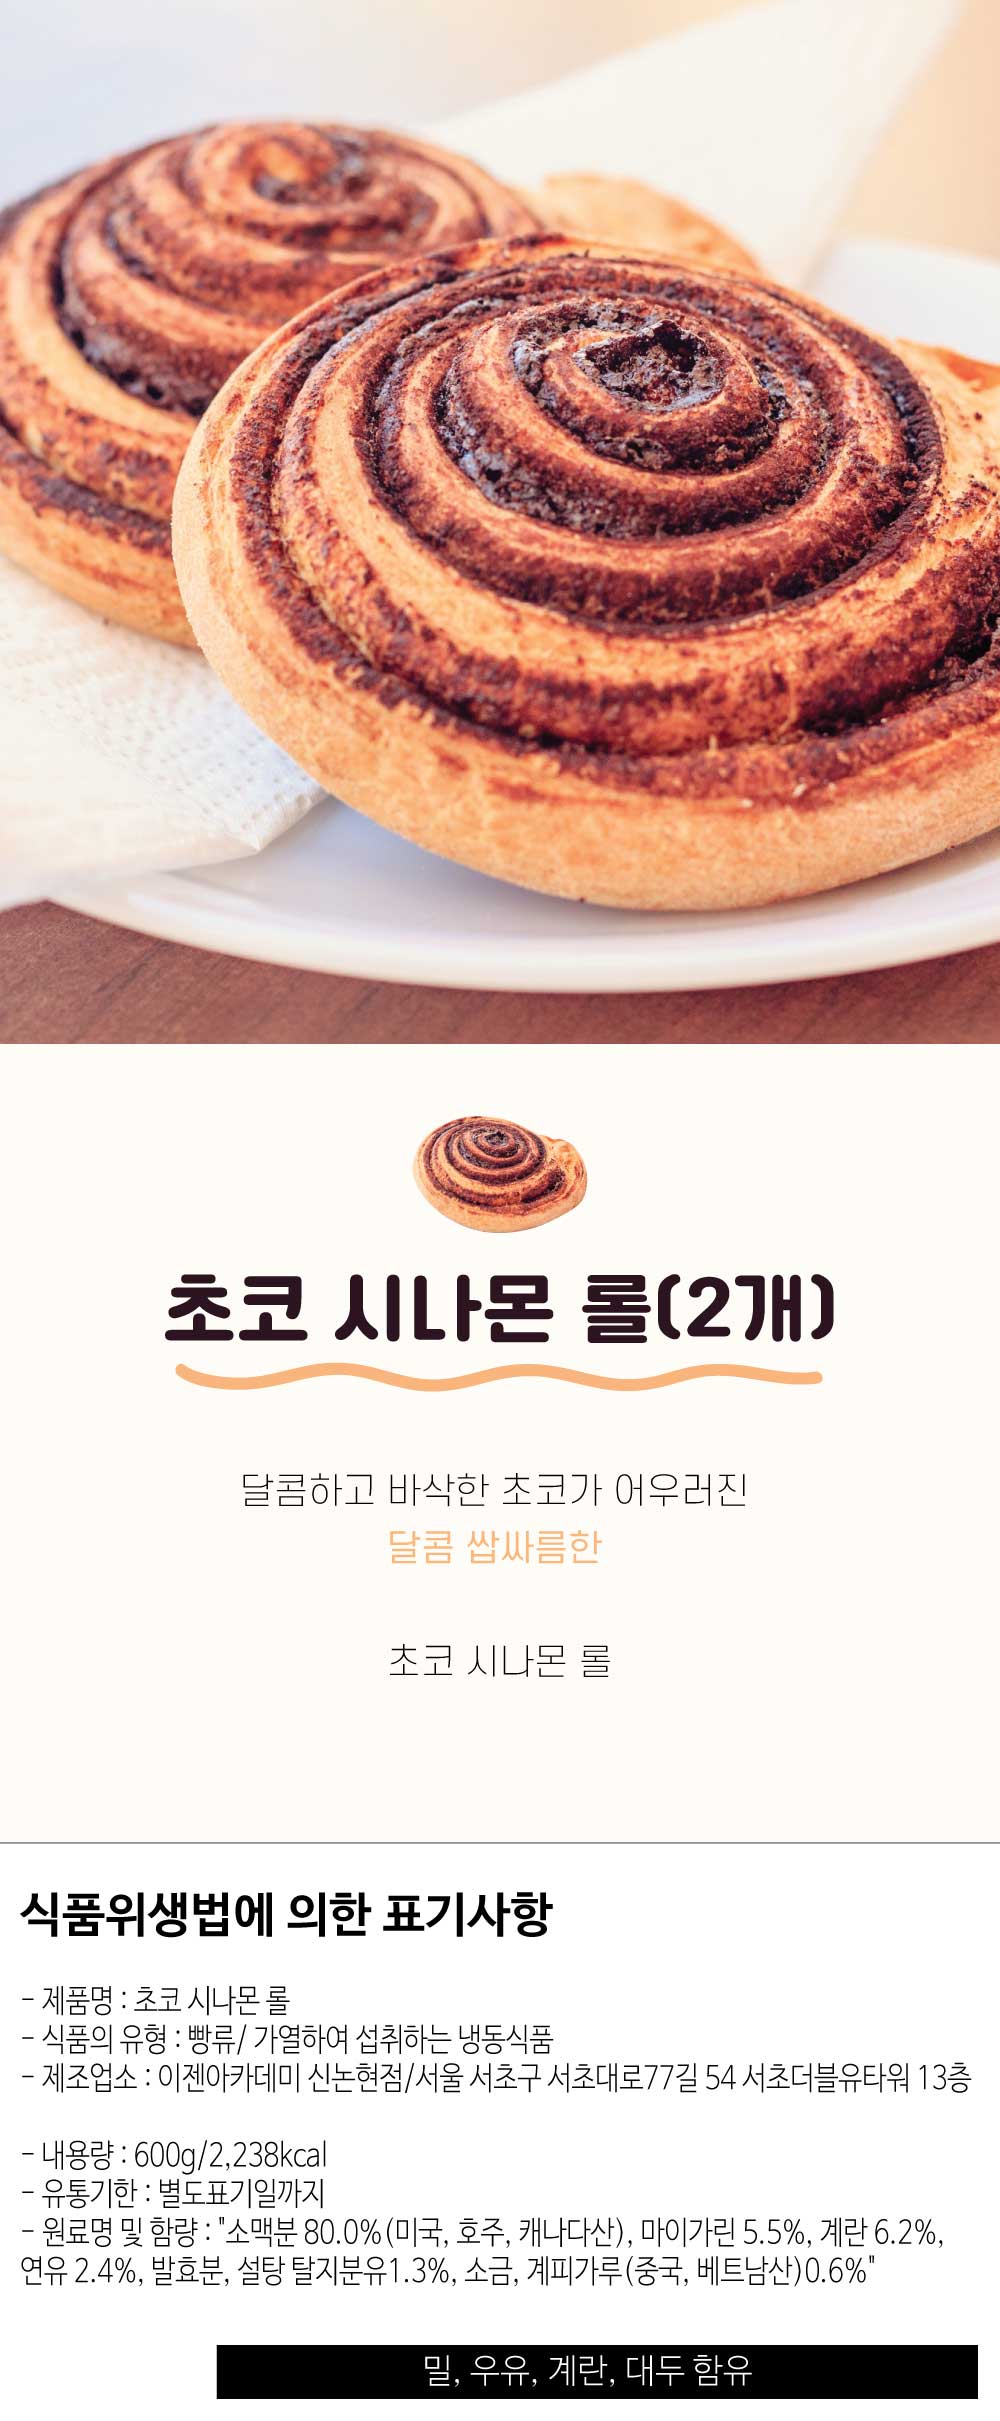 초코 시나몬 롤(2개)
달콤하고 바삭한 초코가 어우러진
달콤 쌉싸름한
초코 시나몬 롤
식품위생법에 의한 표기사항
- 제품명 : 초코 시나몬 롤
- 식품의 유형 : 빵류/ 가열하여 섭취하는 냉동식품
- 제조업소 : 이젠아카데미 신논현점/서울 서초구 서초대로77길 54 서초더블유타워 13층
- 내용량 : 600g/2,238kcal
- 유통기한 : 별도표기일까지
- 원료명 및 함량 : "소맥분 80.0%(미국, 호주, 캐나다산), 마이가린 5.5%, 계란 6.2%,
연유 2.4%, 발효분, 설탕 탈지분유1.3%, 소금, 계피가루(중국, 베트남산)0.6%"
밀, 우유, 계란, 대두 함유